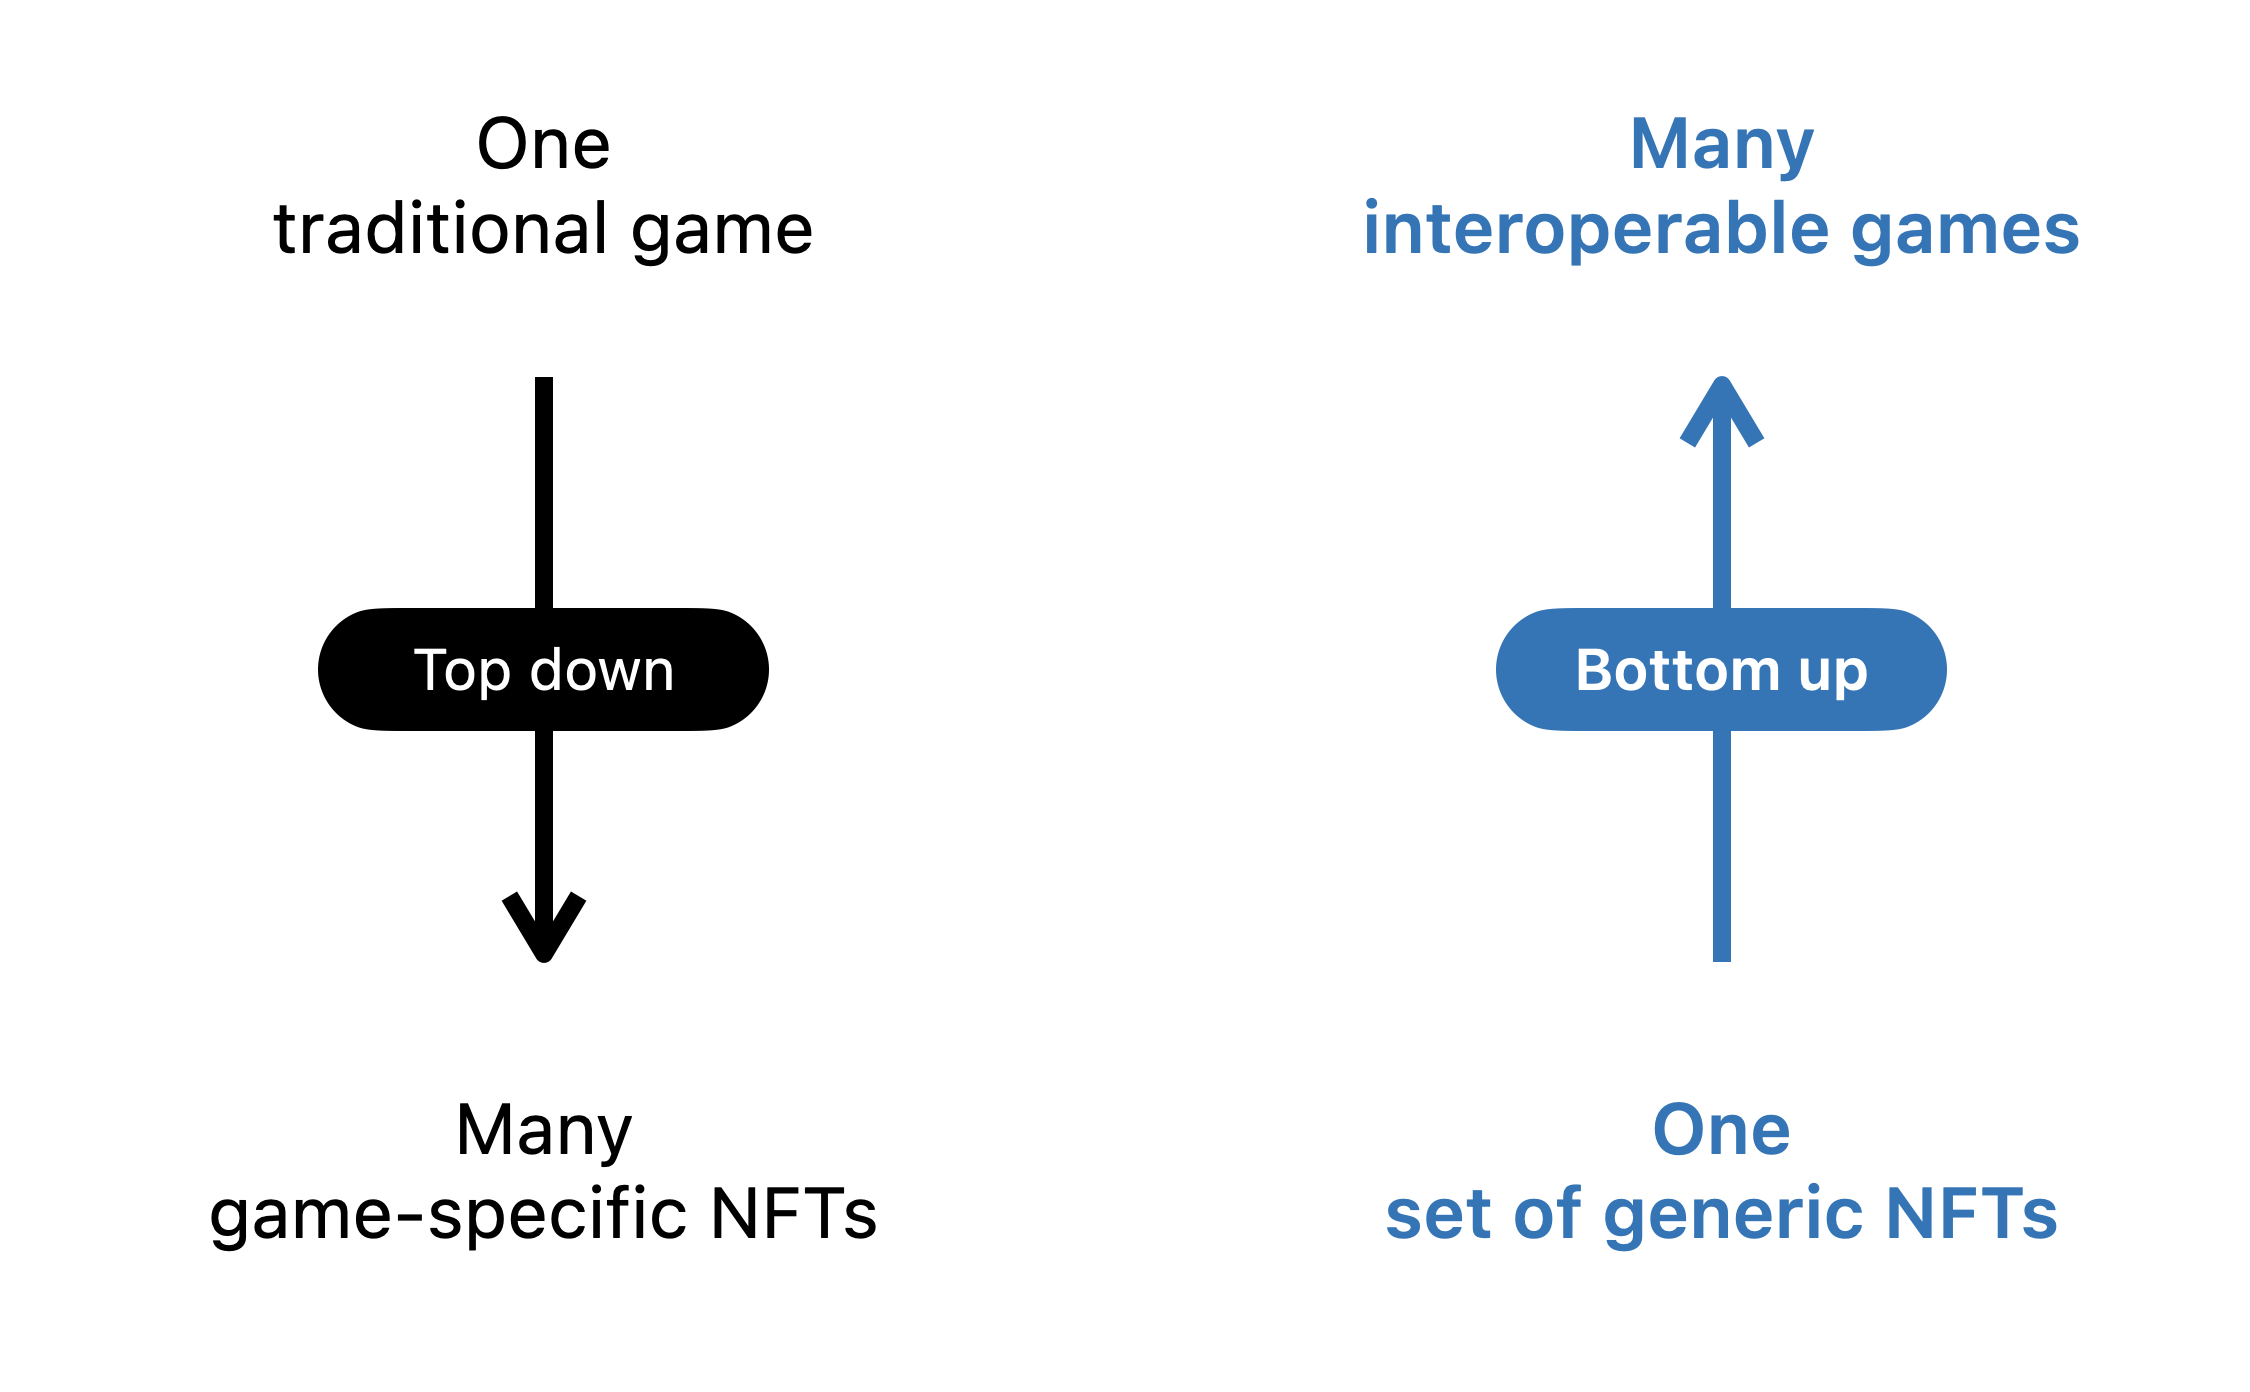 One
traditional game
Top down
Many
game-specific NFTs
Many
interoperable games
Bottom up
One
set of generic NFTs